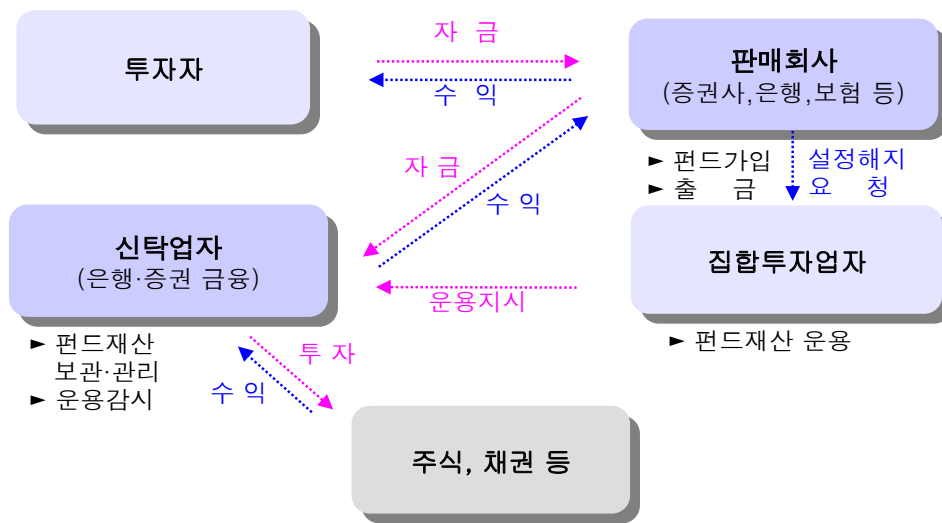 자 금
투자자
수 익
판매회사
(증권사,은행,보험 등)
► 펀드가입
► 출 금
설정해지
요 청
자 금
수 익
신탁업자
(은행·증권 금융)
집합투자업자
운용지시
► 펀드재산
보관·관리
► 운용감시
► 펀드재산 운용
투 자
수 익
주식, 채권 등